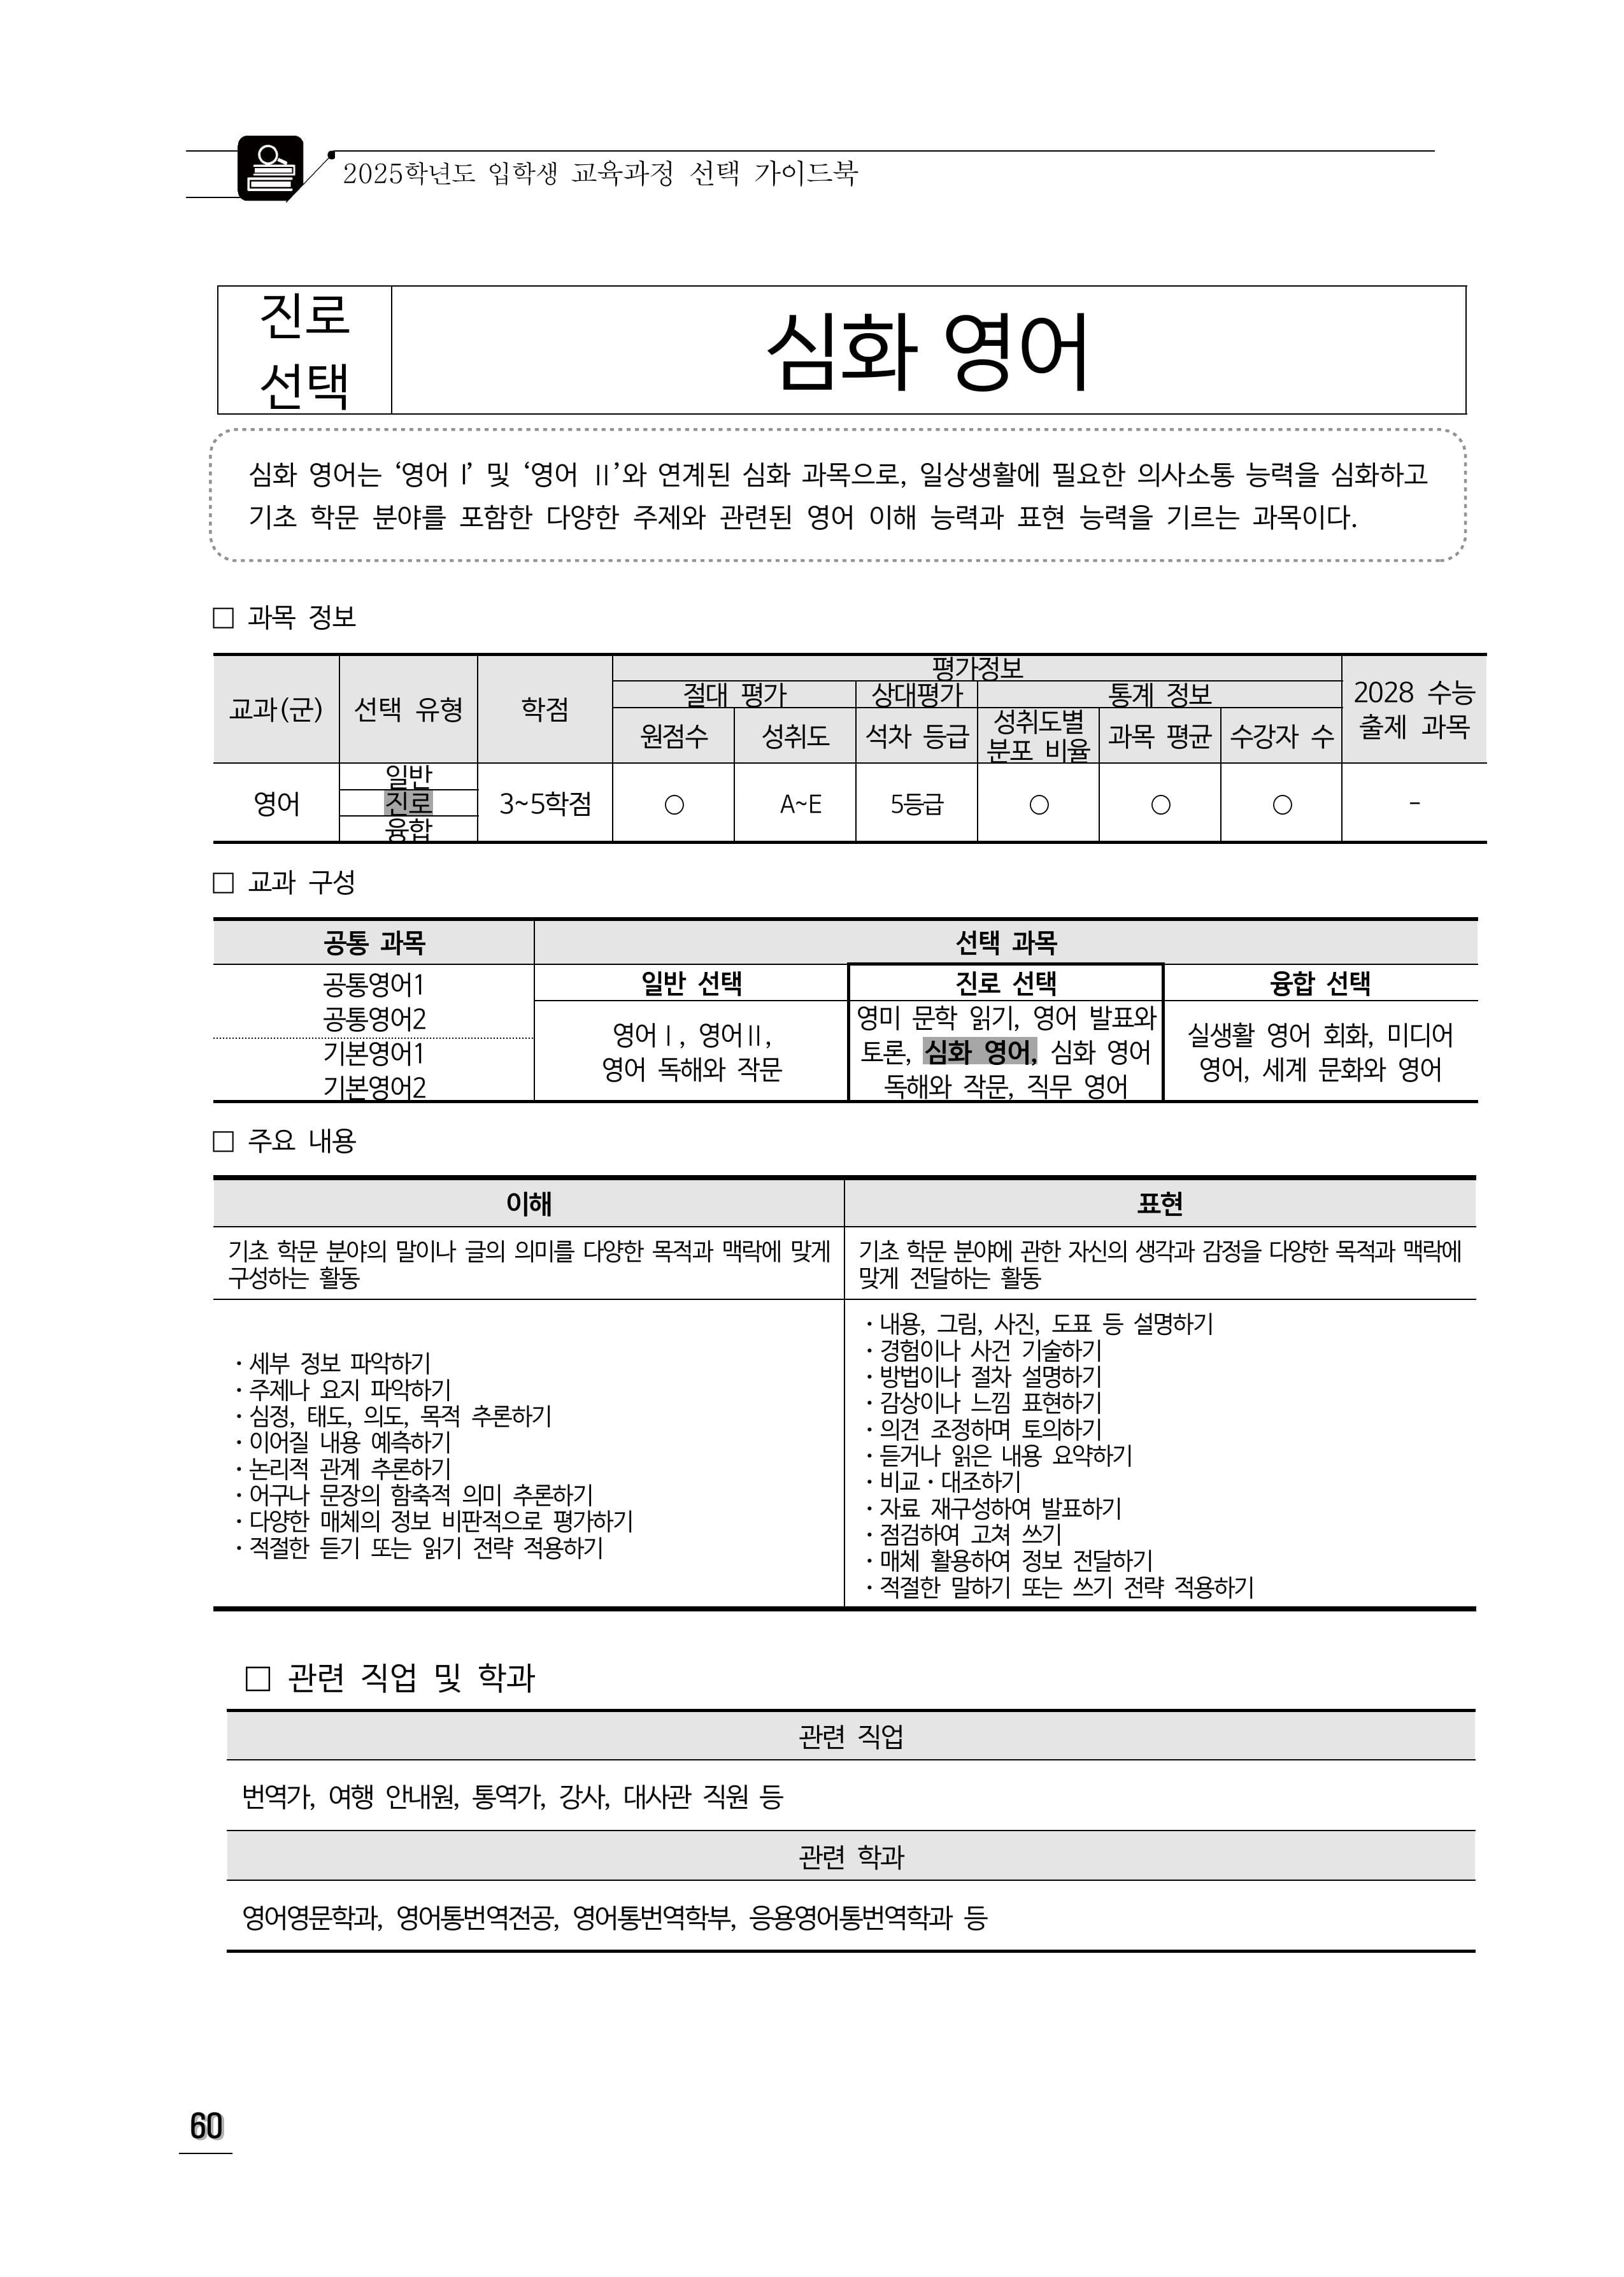 2025학년도 입학생 교육과정 선택 가이드북
진로
선택
심화 영어
심화 영어는 ‘영어 Ⅰ’ 및 ‘영어 Ⅱ’와 연계된 심화 과목으로, 일상생활에 필요한 의사소통 능력을 심화하고
기초 학문 분야를 포함한 다양한 주제와 관련된 영어 이해 능력과 표현 능력을 기르는 과목이다.
□ 과목 정보
교과(군)
선택 유형
학점
평가정보
2028 수능
출제 과목
절대 평가
상대평가
통계 정보
원점수
성취도
석차 등급
성취도별
분포 비율
과목 평균
수강자 수
영어
일반
진로
융합
3~5학점
○
A~E
5등급
○
○
○
-
□ 교과 구성
공통 과목
선택 과목
공통영어1
공통영어2
기본영어1
기본영어2
일반 선택
진로 선택
융합 선택
영어Ⅰ, 영어Ⅱ,
영어 독해와 작문
영미 문학 읽기, 영어 발표와
토론, 심화 영어, 심화 영어
독해와 작문, 직무 영어
실생활 영어 회화, 미디어
영어, 세계 문화와 영어
□ 주요 내용
이해
표현
기초 학문 분야의 말이나 글의 의미를 다양한 목적과 맥락에 맞게
구성하는 활동
기초 학문 분야에 관한 자신의 생각과 감정을 다양한 목적과 맥락에
맞게 전달하는 활동
・세부 정보 파악하기
・주제나 요지 파악하기
・심정, 태도, 의도, 목적 추론하기
・이어질 내용 예측하기
・논리적 관계 추론하기
・어구나 문장의 함축적 의미 추론하기
・다양한 매체의 정보 비판적으로 평가하기
・적절한 듣기 또는 읽기 전략 적용하기
・내용, 그림, 사진, 도표 등 설명하기
・경험이나 사건 기술하기
・방법이나 절차 설명하기
・감상이나 느낌 표현하기
・의견 조정하며 토의하기
・듣거나 읽은 내용 요약하기
・비교・대조하기
・자료 재구성하여 발표하기
・점검하여 고쳐 쓰기
・매체 활용하여 정보 전달하기
・적절한 말하기 또는 쓰기 전략 적용하기
□ 관련 직업 및 학과
관련 직업
번역가, 여행 안내원, 통역가, 강사, 대사관 직원 등
관련 학과
영어영문학과, 영어통번역전공, 영어통번역학부, 응용영어통번역학과 등
60